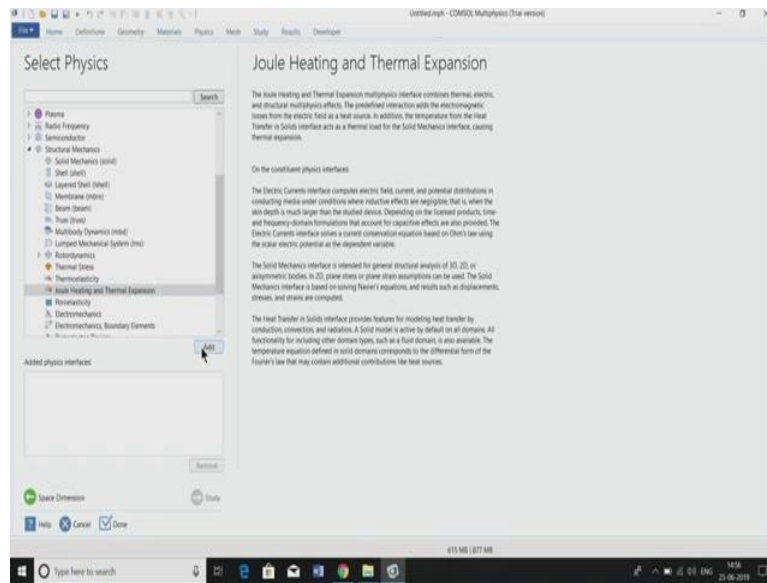 Untitled.mph - COMSOL Multiphysics (Trial version)
File Home Definitions Geometry Materials Physics Mesh Study Results Developer
Select Physics
Search
Plasma
Radio Frequency
Semiconductor
Structural Mechanics
Solid Mechanics (solid)
Shell (shell)
Layered Shell (lshell)
Membrane (mbrn)
Beam (beam)
Truss (truss)
Multibody Dynamics (mbd)
Lumped Mechanical System (lms)
Rotordynamics
Thermal Stress
Thermoelasticity
Joule Heating and Thermal Expansion
Poroelasticity
Electromechanics
Electromechanics, Boundary Elements
Add
Added physics interfaces:
Remove
Space Dimension
Study
Help Cancel Done
Joule Heating and Thermal Expansion
The Joule Heating and Thermal Expansion multiphysics interface combines thermal, electric,
and structural multiphysics effects. The predefined interaction adds the electromagnetic
losses from the electric field as a heat source. In addition, the temperature from the Heat
Transfer in Solids interface acts as a thermal load for the Solid Mechanics interface, causing
thermal expansion.
On the constituent physics interfaces:
The Electric Currents interface computes electric field, current, and potential distributions in
conducting media under conditions where inductive effects are negligible; that is, when the
skin depth is much larger than the studied device. Depending on the licensed products, time-
and frequency-domain formulations that account for capacitive effects are also provided. The
Electric Currents interface solves a current conservation equation based on Ohm's law using
the scalar electric potential as the dependent variable.
The Solid Mechanics interface is intended for general structural analysis of 3D, 2D, or
axisymmetric bodies. In 2D, plane stress or plane strain assumptions can be used. The Solid
Mechanics interface is based on solving Navier's equations, and results such as displacements,
stresses, and strains are computed.
The Heat Transfer in Solids interface provides features for modeling heat transfer by
conduction, convection, and radiation. A Solid model is active by default on all domains. All
functionality for including other domain types, such as a fluid domain, is also available. The
temperature equation defined in solid domains corresponds to the differential form of the
Fourier's law that may contain additional contributions like heat sources.
615 MB | 877 MB
Type here to search
ENG
14:56
25-06-2019